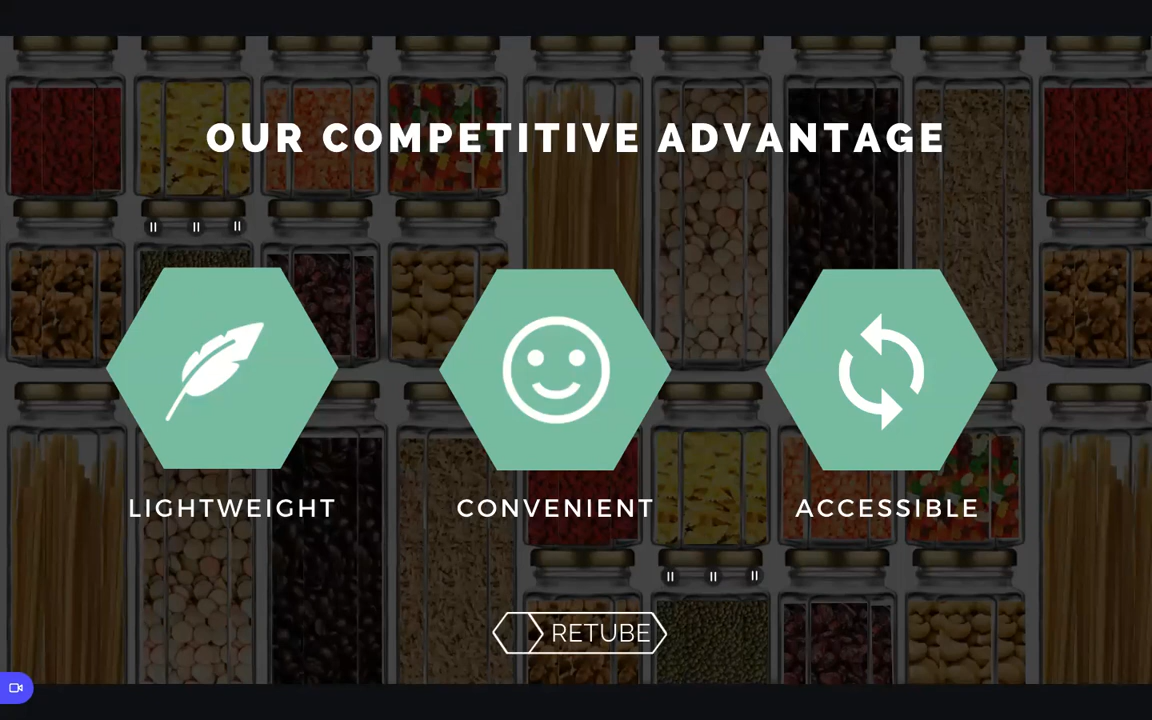 OUR COMPETITIVE ADVANTAGE
LIGHTWEIGHT
CONVENIENT
ACCESSIBLE
RETUBE